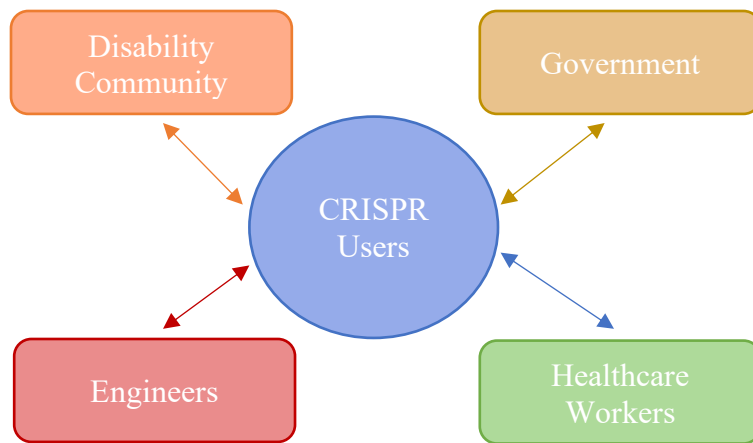 Disability
Community
Government
CRISPR
Users
Engineers
Healthcare
Workers